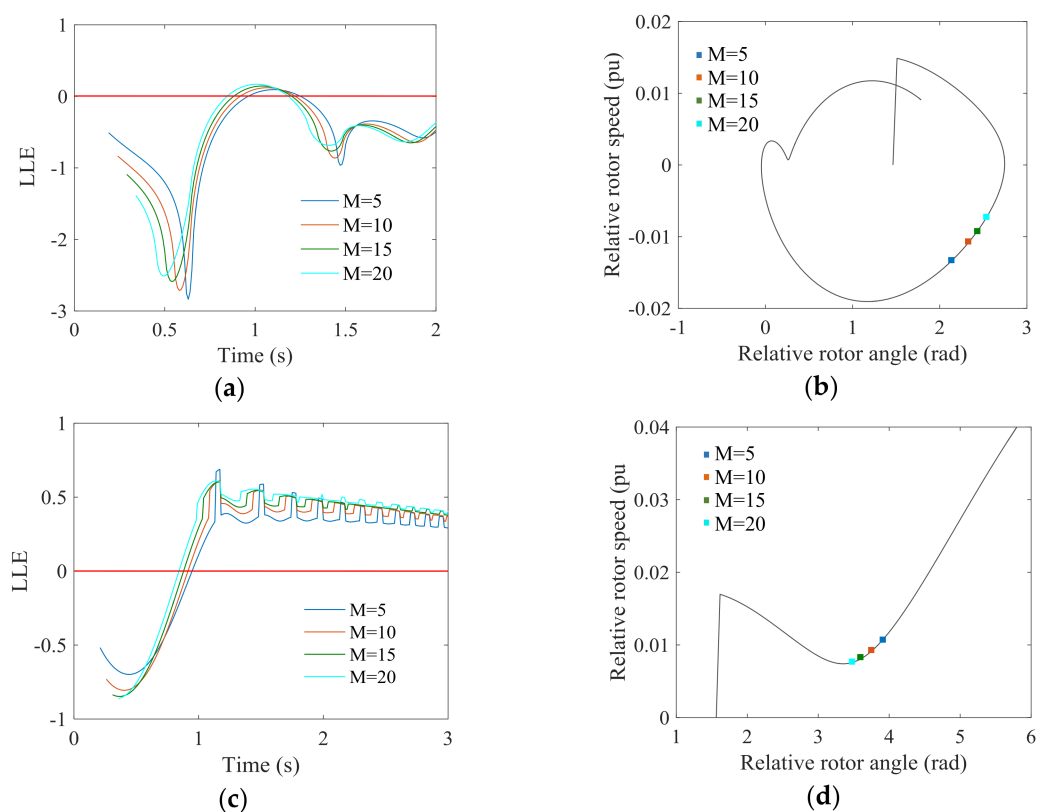 1
0
-1
-2
-3
LLE
M=5
M=10
M=15
M=20
0
0.5
1
1.5
2
Time (s)
(a)
0.02
0.01
0
-0.01
-0.02
Relative rotor speed (pu)
M=5
M=10
M=15
M=20
-1
0
1
2
3
Relative rotor angle (rad)
(b)
1
0.5
0
-0.5
-1
LLE
M=5
M=10
M=15
M=20
0
1
2
3
Time (s)
(c)
0.04
0.03
0.02
0.01
0
Relative rotor speed (pu
M=5
M=10
M=15
M=20
1
2
3
4
5
6
Relative rotor angle (rad)
(d)